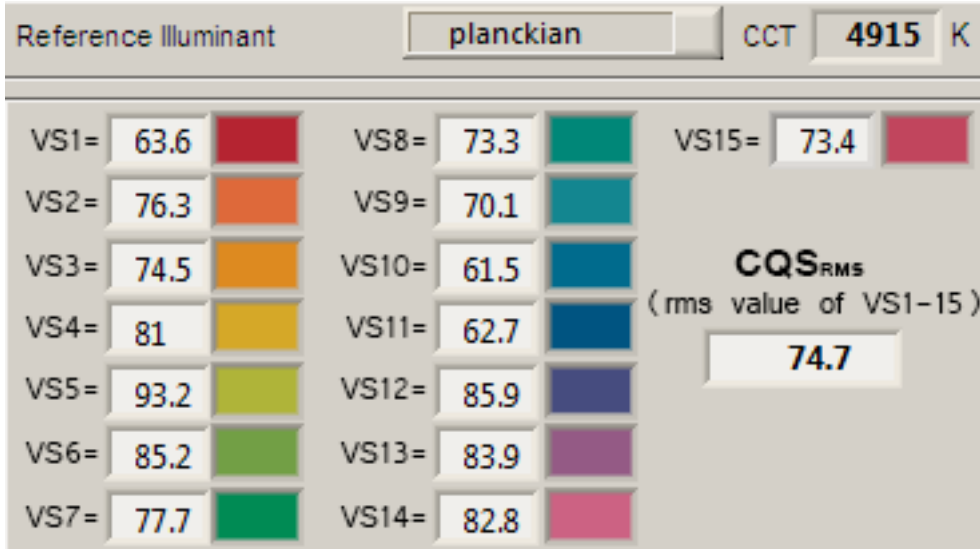 Reference Illuminant planckian CCT 4915 K
VS1= 63.6 VS8= 73.3 VS15= 73.4
VS2= 76.3 VS9= 70.1
VS3= 74.5 VS10= 61.5
CQSRMS
(rms value of VS1-15)
VS4= 81 VS11= 62.7
74.7
VS5= 93.2 VS12= 85.9
VS6= 85.2 VS13= 83.9
VS7= 77.7 VS14= 82.8